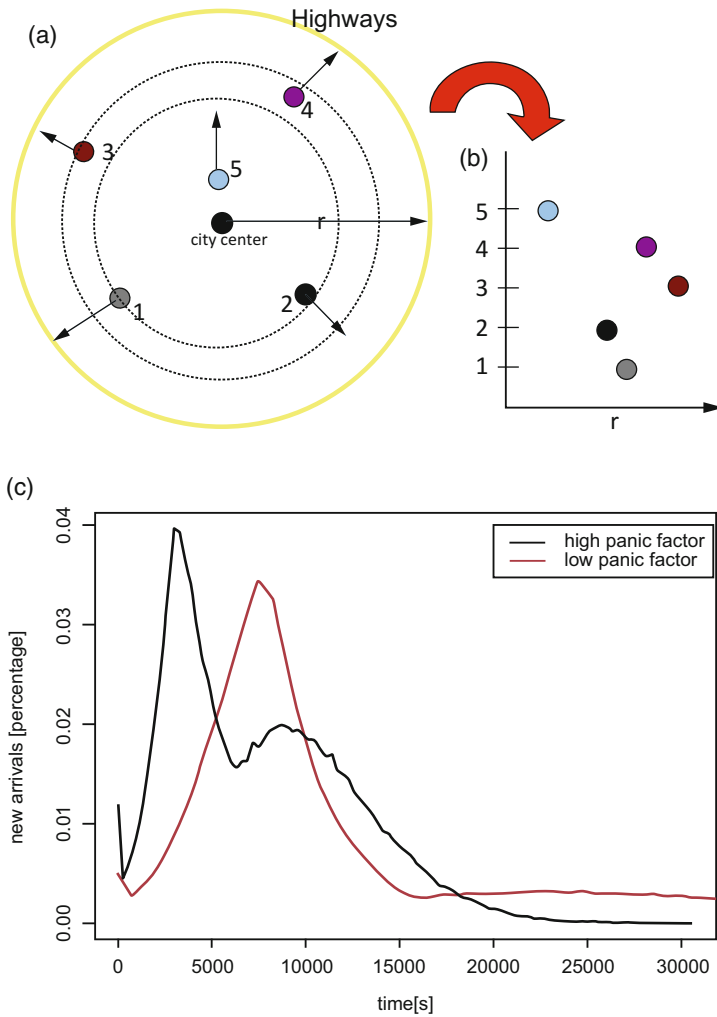 (a)
Highways
4
3
5
r
city center
1
2
(b)
5
4
3
2
1
r
(c)
high panic factor
low panic factor
new arrivals [percentage]
0.04
0.03
0.02
0.01
0.00
0 5000 10000 15000 20000 25000 30000
time[s]